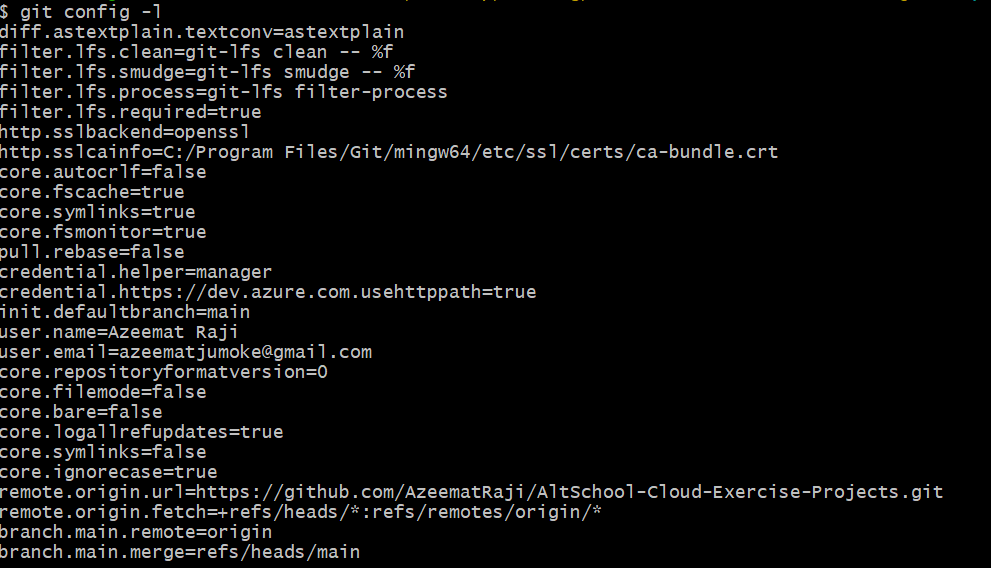 $ git config -l
diff.astextplain.textconv=astextplain
filter.lfs.clean=git-lfs clean -- %f
filter.lfs.smudge=git-lfs smudge -- %f
filter.lfs.process=git-lfs filter-process
filter.lfs.required=true
http.sslbackend=openssl
http.sslcainfo=C:/Program Files/Git/mingw64/etc/ssl/certs/ca-bundle.crt
core.autocrlf=false
core.fscache=true
core.symlinks=true
core.fsmonitor=true
pull.rebase=false
credential.helper=manager
credential.https://dev.azure.com.usehttppath=true
init.defaultbranch=main
user.name=Azeemat Raji
user.email=azeematjumoke@gmail.com
core.repositoryformatversion=0
core.filemode=false
core.bare=false
core.logallrefupdates=true
core.symlinks=false
core.ignorecase=true
remote.origin.url=https://github.com/AzeematRaji/AltSchool-Cloud-Exercise-Projects.git
remote.origin.fetch=+refs/heads/*:refs/remotes/origin/*
branch.main.remote=origin
branch.main.merge=refs/heads/main